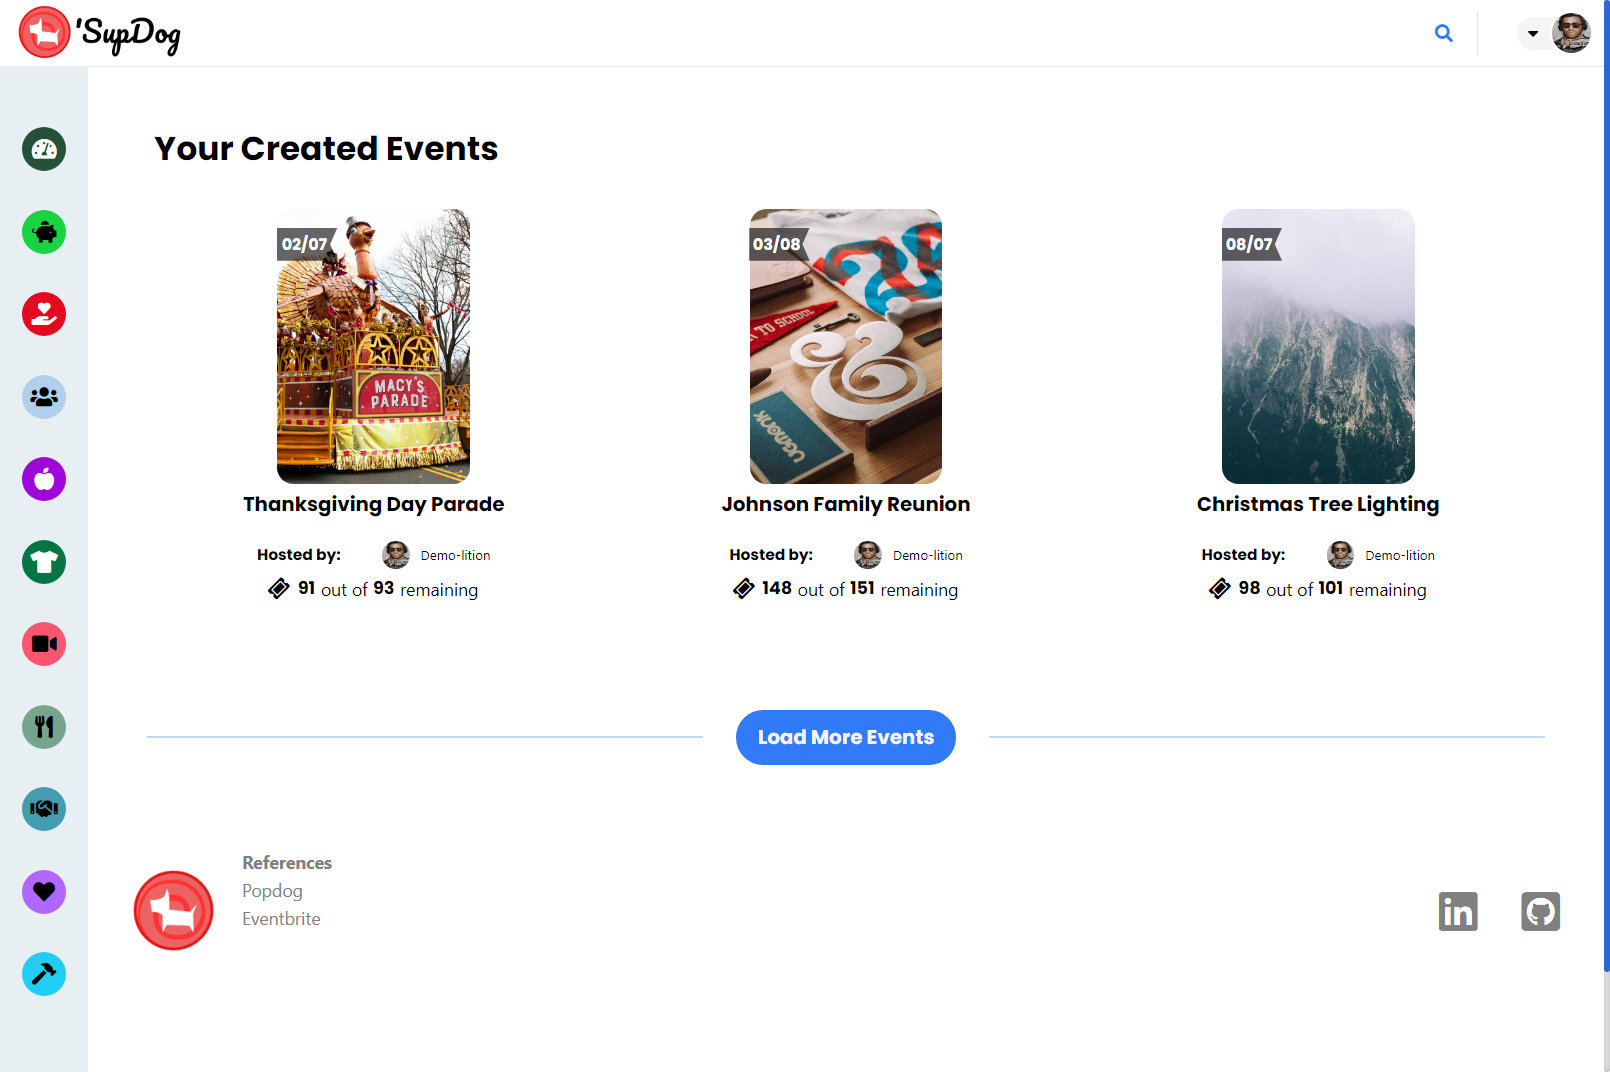 'SupDog
Your Created Events
02/07
MACY'S
PARADE
Thanksgiving Day Parade
Hosted by: Demo-lition
91 out of 93 remaining
03/08
TO SCHOOL
&
UGMONK
Johnson Family Reunion
Hosted by: Demo-lition
148 out of 151 remaining
08/07
Christmas Tree Lighting
Hosted by: Demo-lition
98 out of 101 remaining
Load More Events
References
Popdog
Eventbrite
in